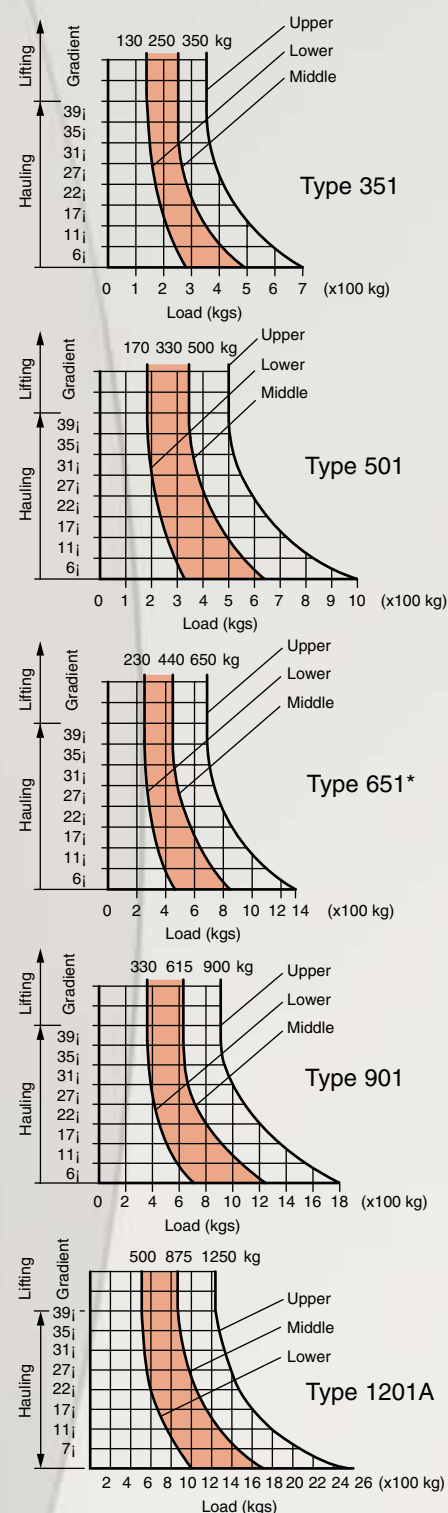 130 250 350 kg
Upper
Lower
Middle
Lifting
Gradient
Hauling
39¡
35¡
31¡
27¡
22¡
17¡
11¡
6¡
Type 351
0 1 2 3 4 5 6 7 (x100 kg)
Load (kgs)
170 330 500 kg
Upper
Lower
Middle
Lifting
Gradient
Hauling
39¡
35¡
31¡
27¡
22¡
17¡
11¡
6¡
Type 501
0 1 2 3 4 5 6 7 8 9 10 (x100 kg)
Load (kgs)
230 440 650 kg
Upper
Lower
Middle
Lifting
Gradient
Hauling
39¡
35¡
31¡
27¡
22¡
17¡
11¡
6¡
Type 651*
0 2 4 6 8 10 12 14 (x100 kg)
Load (kgs)
330 615 900 kg
Upper
Lower
Middle
Lifting
Gradient
Hauling
39¡
35¡
31¡
27¡
22¡
17¡
11¡
6¡
Type 901
0 2 4 6 8 10 12 14 16 18 (x100 kg)
Load (kgs)
500 875 1250 kg
Upper
Middle
Lower
Lifting
Gradient
Hauling
39¡
35¡
31¡
27¡
22¡
17¡
11¡
7¡
Type 1201A
2 4 6 8 10 12 14 16 18 20 22 24 26 (x100 kg)
Load (kgs)